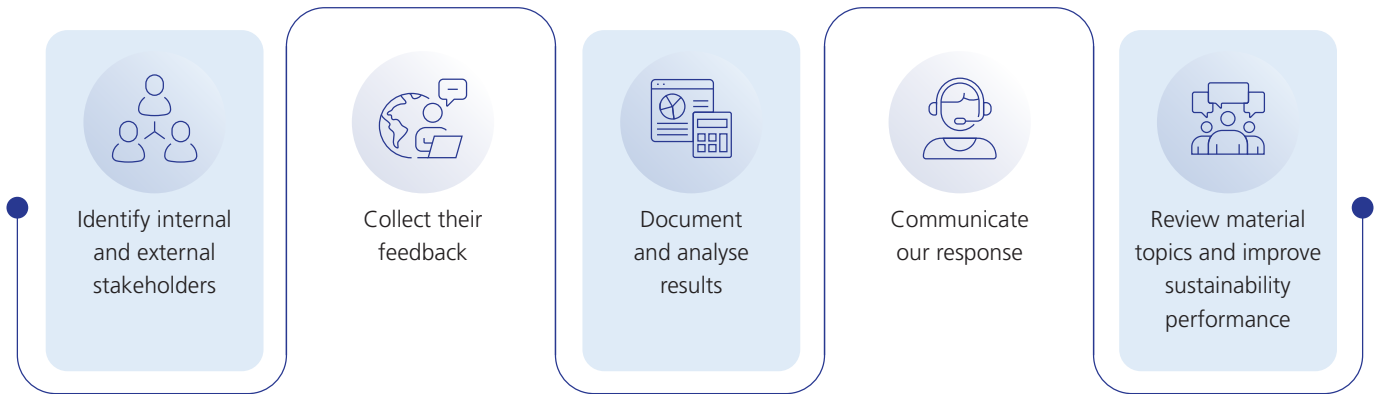 Identify internal
and external
stakeholders
Collect their
feedback
Document
and analyse
results
Communicate
our response
Review material
topics and improve
sustainability
performance